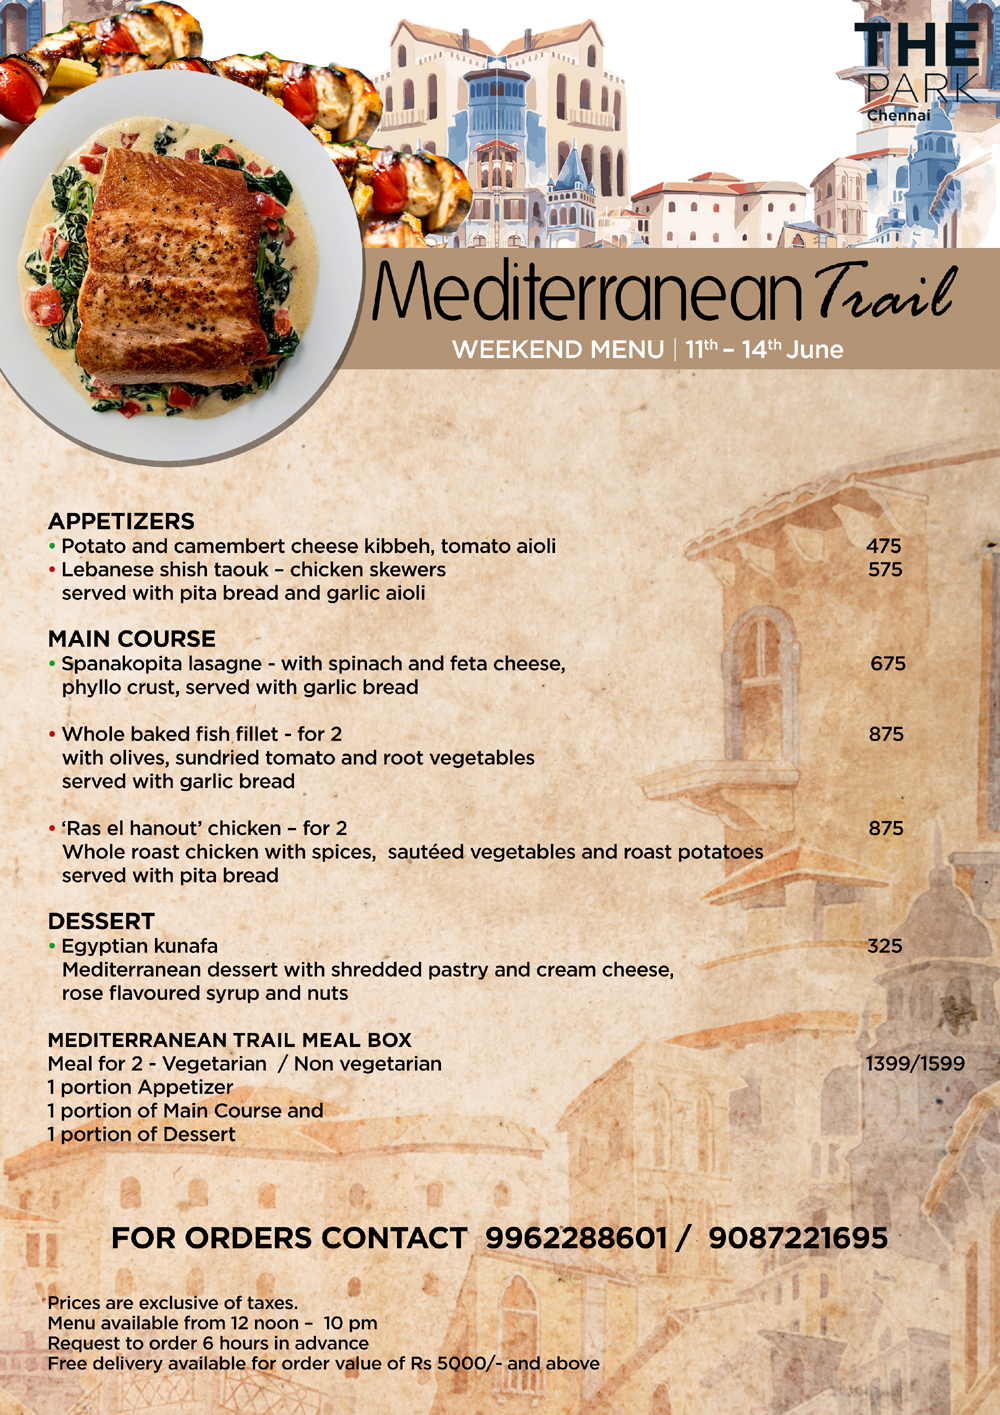 THE
PARK
Chennai
Mediterranean Trail
WEEKEND MENU | 11th – 14th June
APPETIZERS
• Potato and camembert cheese kibbeh, tomato aioli 475
• Lebanese shish taouk – chicken skewers 575
served with pita bread and garlic aioli
MAIN COURSE
• Spanakopita lasagne - with spinach and feta cheese, 675
phyllo crust, served with garlic bread
• Whole baked fish fillet - for 2 875
with olives, sundried tomato and root vegetables
served with garlic bread
• ‘Ras el hanout’ chicken – for 2 875
Whole roast chicken with spices, sautéed vegetables and roast potatoes
served with pita bread
DESSERT
• Egyptian kunafa 325
Mediterranean dessert with shredded pastry and cream cheese,
rose flavoured syrup and nuts
MEDITERRANEAN TRAIL MEAL BOX
Meal for 2 - Vegetarian / Non vegetarian 1399/1599
1 portion Appetizer
1 portion of Main Course and
1 portion of Dessert
FOR ORDERS CONTACT 9962288601 / 9087221695
Prices are exclusive of taxes.
Menu available from 12 noon – 10 pm
Request to order 6 hours in advance
Free delivery available for order value of Rs 5000/- and above